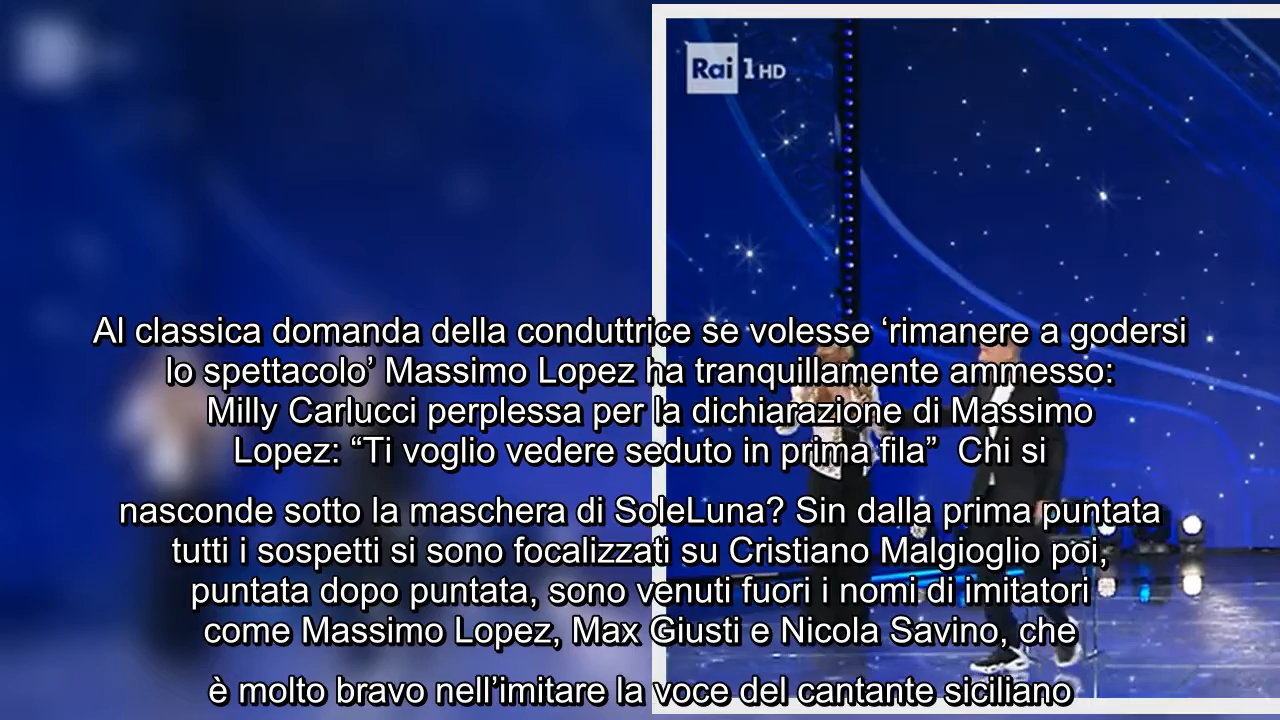 Rai 1 HD
Al classica domanda della conduttrice se volesse ‘rimanere a godersi
lo spettacolo’ Massimo Lopez ha tranquillamente ammesso:
Milly Carlucci perplessa per la dichiarazione di Massimo
Lopez: “Ti voglio vedere seduto in prima fila”  Chi si
nasconde sotto la maschera di SoleLuna? Sin dalla prima puntata
tutti i sospetti si sono focalizzati su Cristiano Malgioglio poi,
puntata dopo puntata, sono venuti fuori i nomi di imitatori
come Massimo Lopez, Max Giusti e Nicola Savino, che
è molto bravo nell’imitare la voce del cantante siciliano